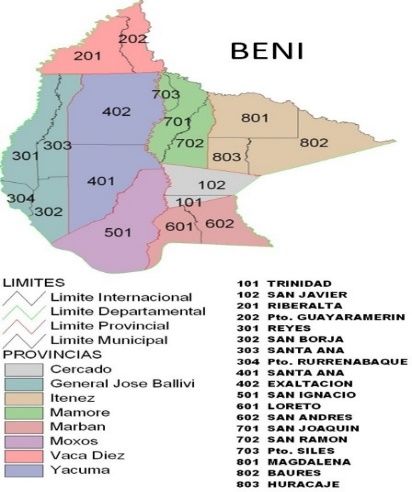 BENI
202
201
703
402
801
701
702
802
301
303
803
401
102
304
302
101
501
601
602
LIMITES
Limite Internacional
Limite Departamental
Limite Provincial
Limite Municipal
PROVINCIAS
Cercado
General Jose Ballivi
Itenez
Mamore
Marban
Moxos
Vaca Diez
Yacuma
101 TRINIDAD
102 SAN JAVIER
201 RIBERALTA
202 Pto. GUAYARAMERIN
301 REYES
302 SAN BORJA
303 SANTA ANA
304 Pto. RURRENABAQUE
401 SANTA ANA
402 EXALTACION
501 SAN IGNACIO
601 LORETO
602 SAN ANDRES
701 SAN JOAQUIN
702 SAN RAMON
703 Pto. SILES
801 MAGDALENA
802 BAURES
803 HURACAJE